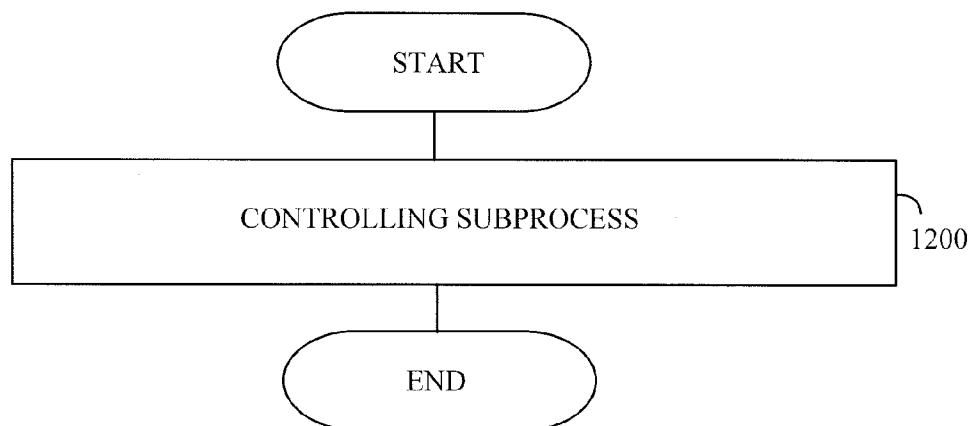 START
CONTROLLING SUBPROCESS
1200
END